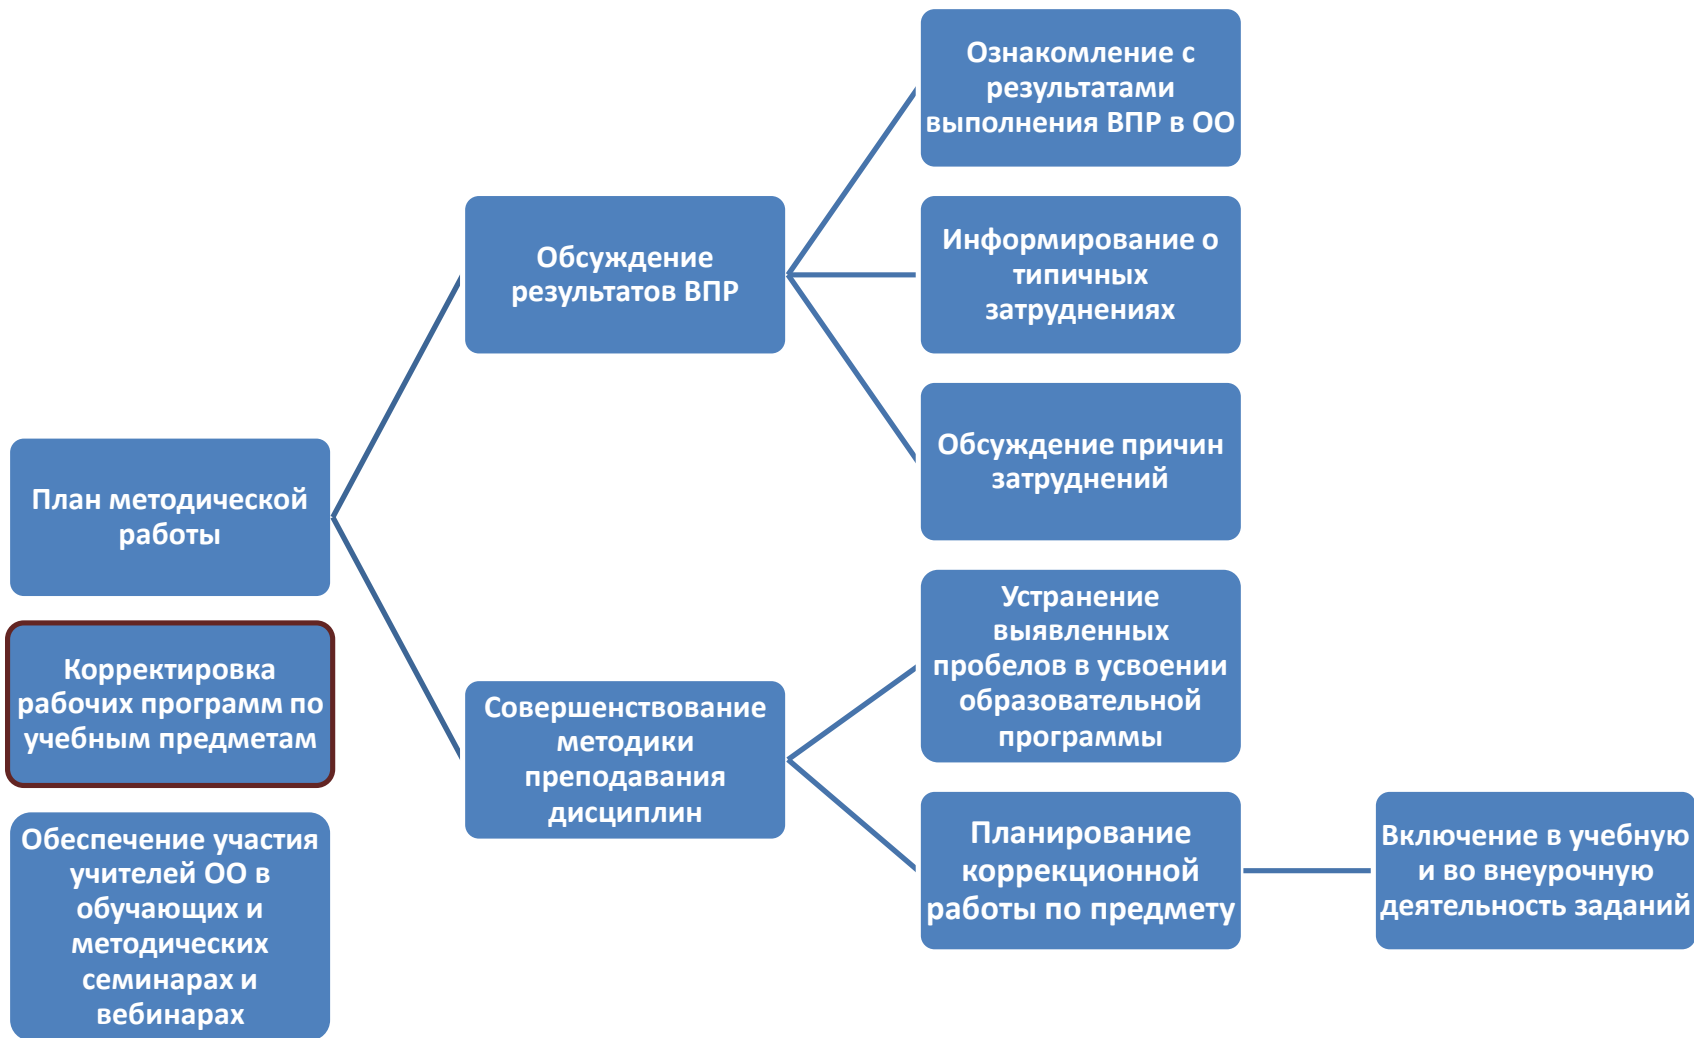 План методической
работы
Корректировка
рабочих программ по
учебным предметам
Обеспечение участия
учителей ОО в
обучающих и
методических
семинарах и
вебинарах
Обсуждение
результатов ВПР
Совершенствование
методики
преподавания
дисциплин
Ознакомление с
результатами
выполнения ВПР в ОО
Информирование о
типичных
затруднениях
Обсуждение причин
затруднений
Устранение
выявленных
пробелов в усвоении
образовательной
программы
Планирование
коррекционной
работы по предмету
Включение в учебную
и во внеурочную
деятельность заданий